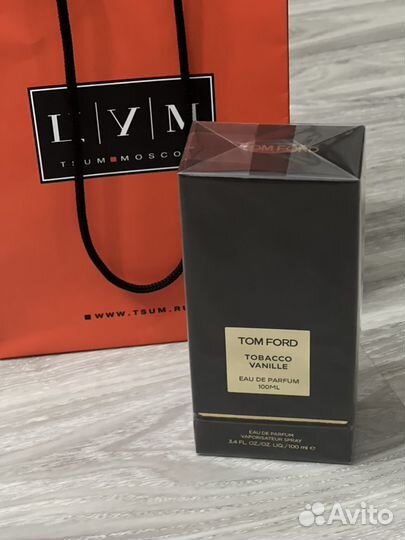 Ц|У|М
TSUM■MOSCO
■WWW.TSUM.RU
TOM FORD
TOM FORD
TOBACCO
VANILLE
EAU DE PARFUM
100ML
EAU DE PARFUM
VAPORISATEUR SPRAY
3.4 FL. OZ./OZ. LIQ./100 ml e
Avito